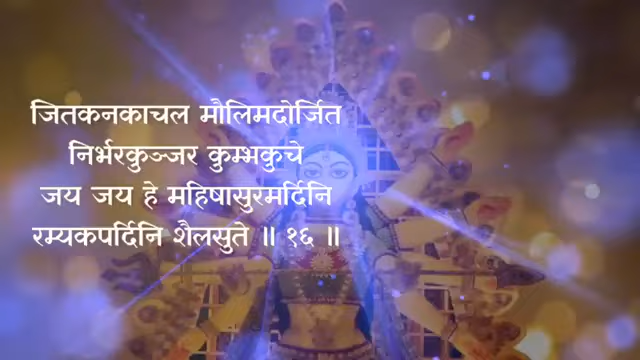 जितकनकाचल मौलिमदोर्जित
निर्भरकुञ्जर कुम्भकुचे
जय जय हे महिषासुरमर्दिनि
रम्यकपर्दिनि शैलसुते ॥ १६ ॥